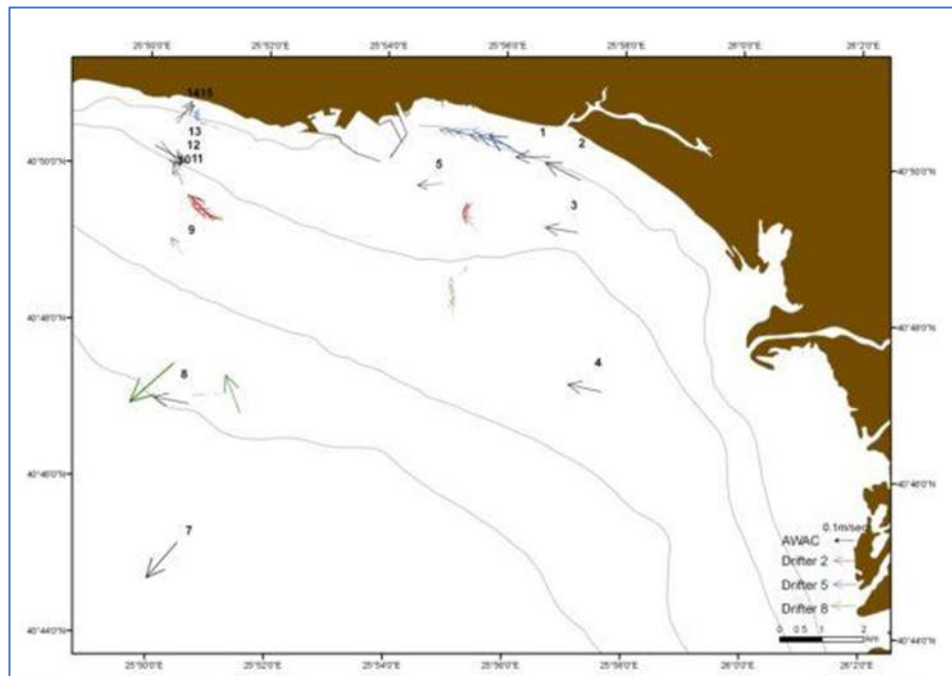 25°50'0"E 25°52'0"E 25°54'0"E 25°56'0"E 25°58'0"E 26°0'0"E 26°2'0"E
1415
13
12
1011
9
5
1
2
3
4
8
7
40°50'0"N 40°50'0"N
40°48'0"N 40°48'0"N
40°46'0"N 40°46'0"N
40°44'0"N 40°44'0"N
0.1m/sec
AWAC
Drifter 2
Drifter 5
Drifter 8
0 0.5 1 2
km
25°50'0"E 25°52'0"E 25°54'0"E 25°56'0"E 25°58'0"E 26°0'0"E 26°2'0"E